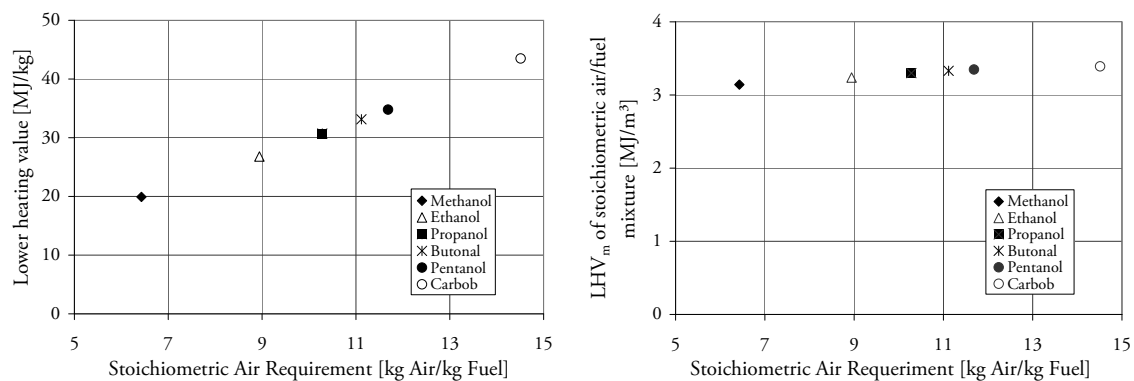 50
40
30
20
10
0
Lower heating value [MJ/kg]
Methanol
Ethanol
Propanol
Butonal
Pentanol
Carbob
5 7 9 11 13 15
Stoichiometric Air Requirement [kg Air/kg Fuel]
4
3
2
1
0
LHVm of stoichiometric air/fuel
mixture [MJ/m³]
Methanol
Ethanol
Propanol
Butonal
Pentanol
Carbob
5 7 9 11 13 15
Stoichiometric Air Requeriment [kg Air/kg Fuel]